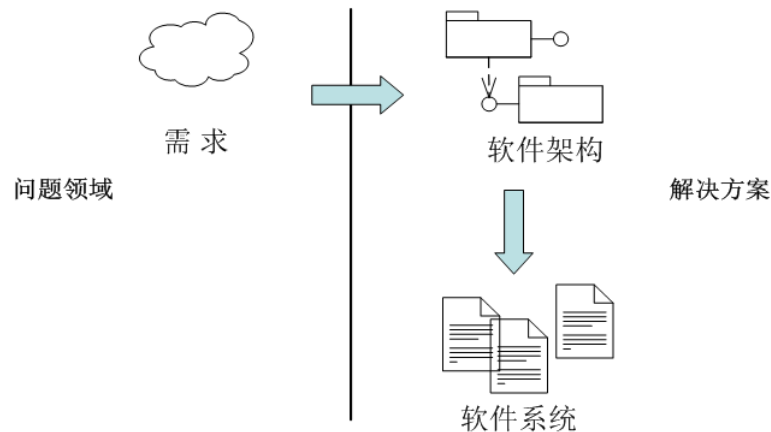 需 求
软件架构
问题领域
解决方案
软件系统